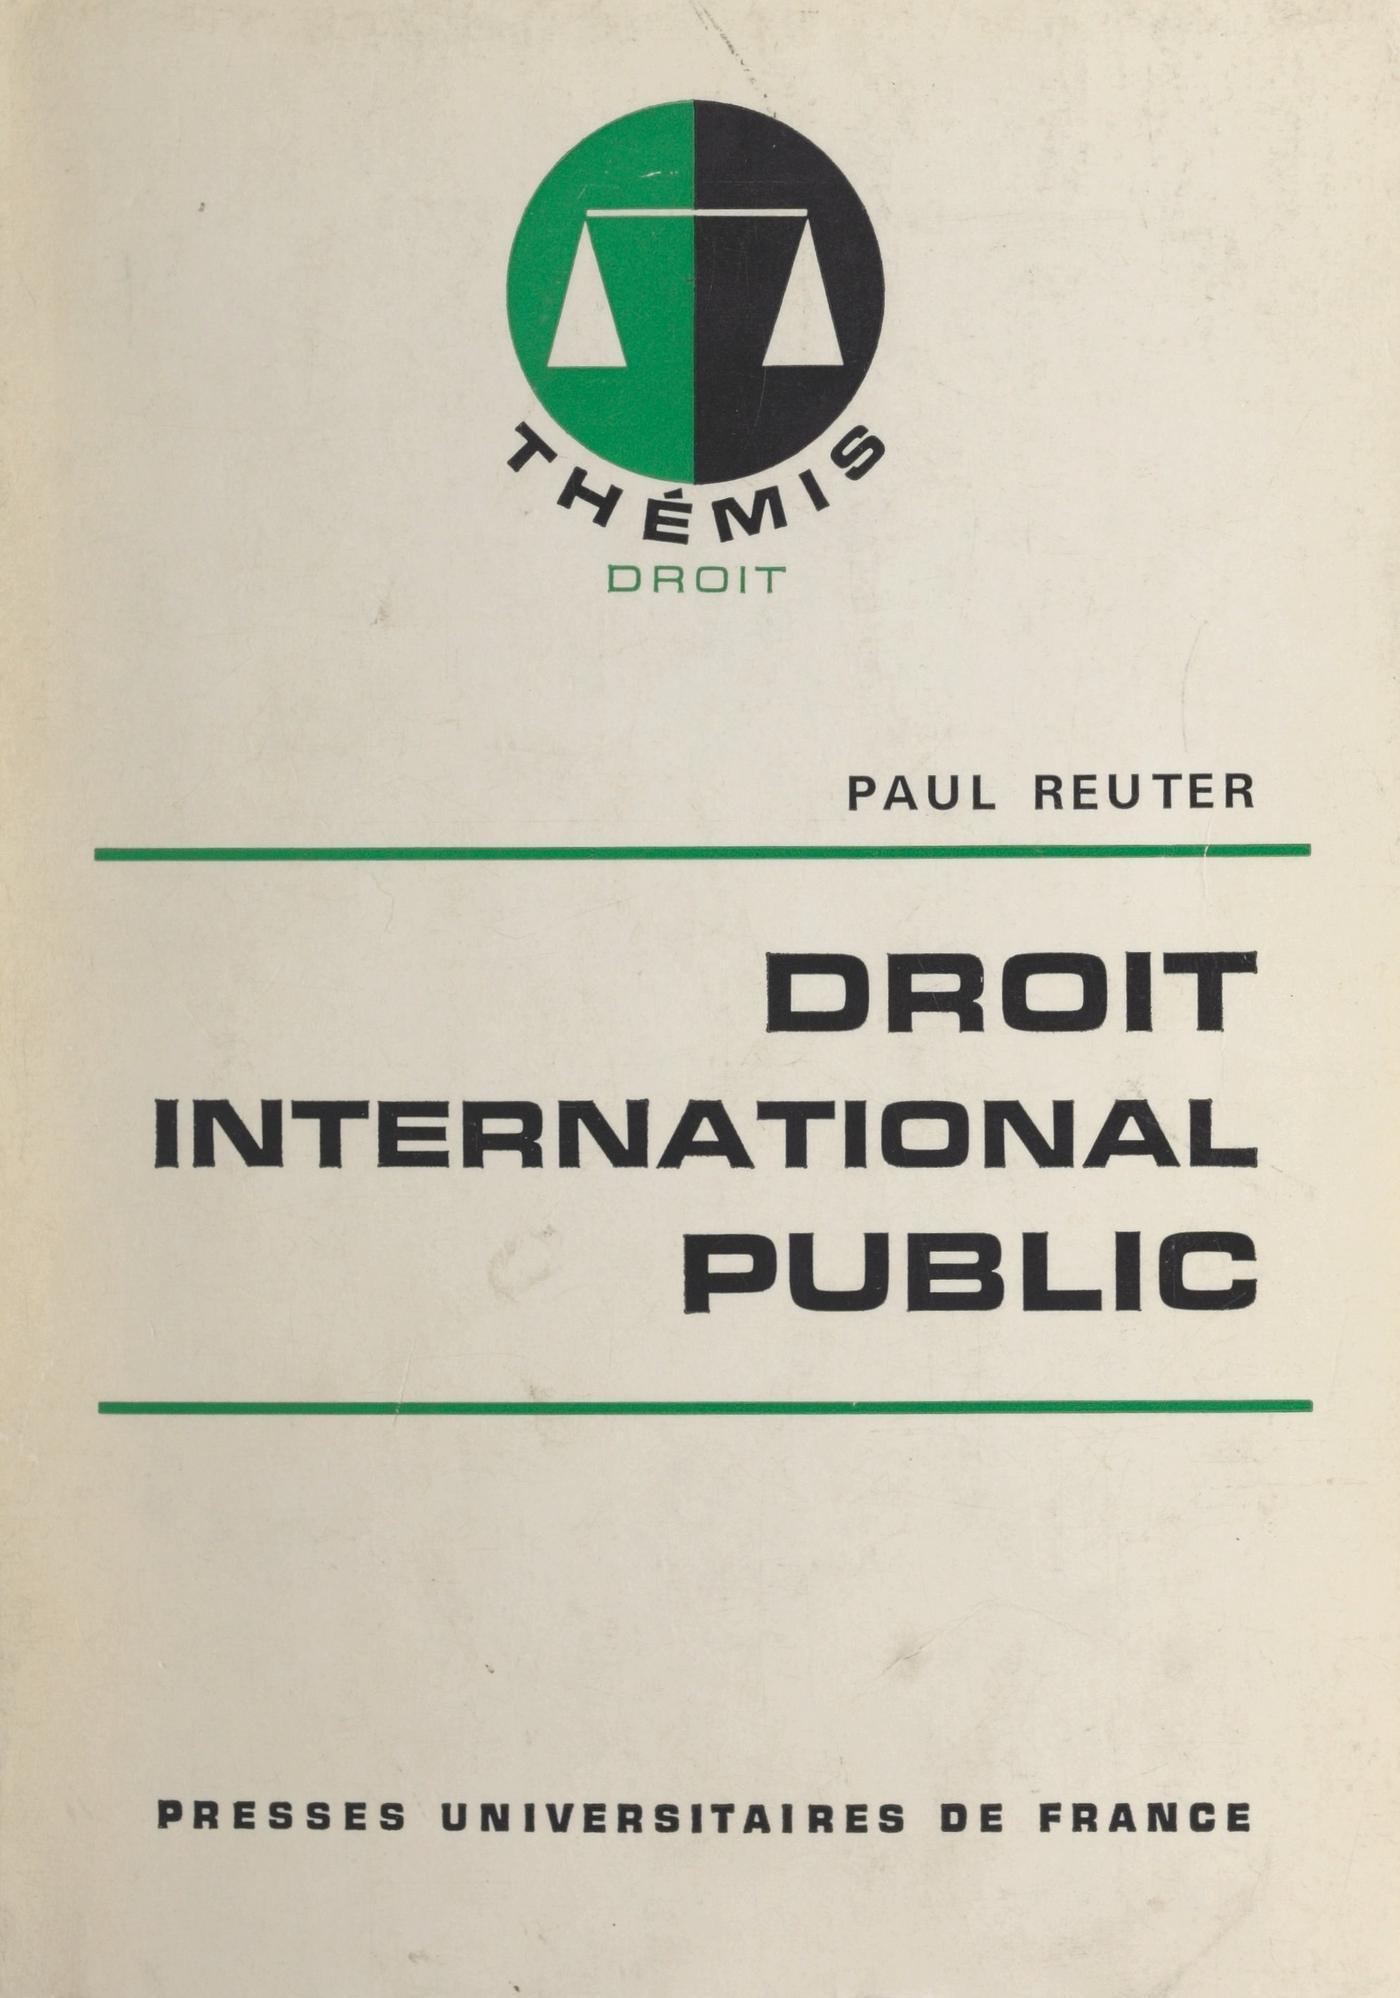 THÉMIS
DROIT
PAUL REUTER
DROIT
INTERNATIONAL
PUBLIC
PRESSES UNIVERSITAIRES DE FRANCE